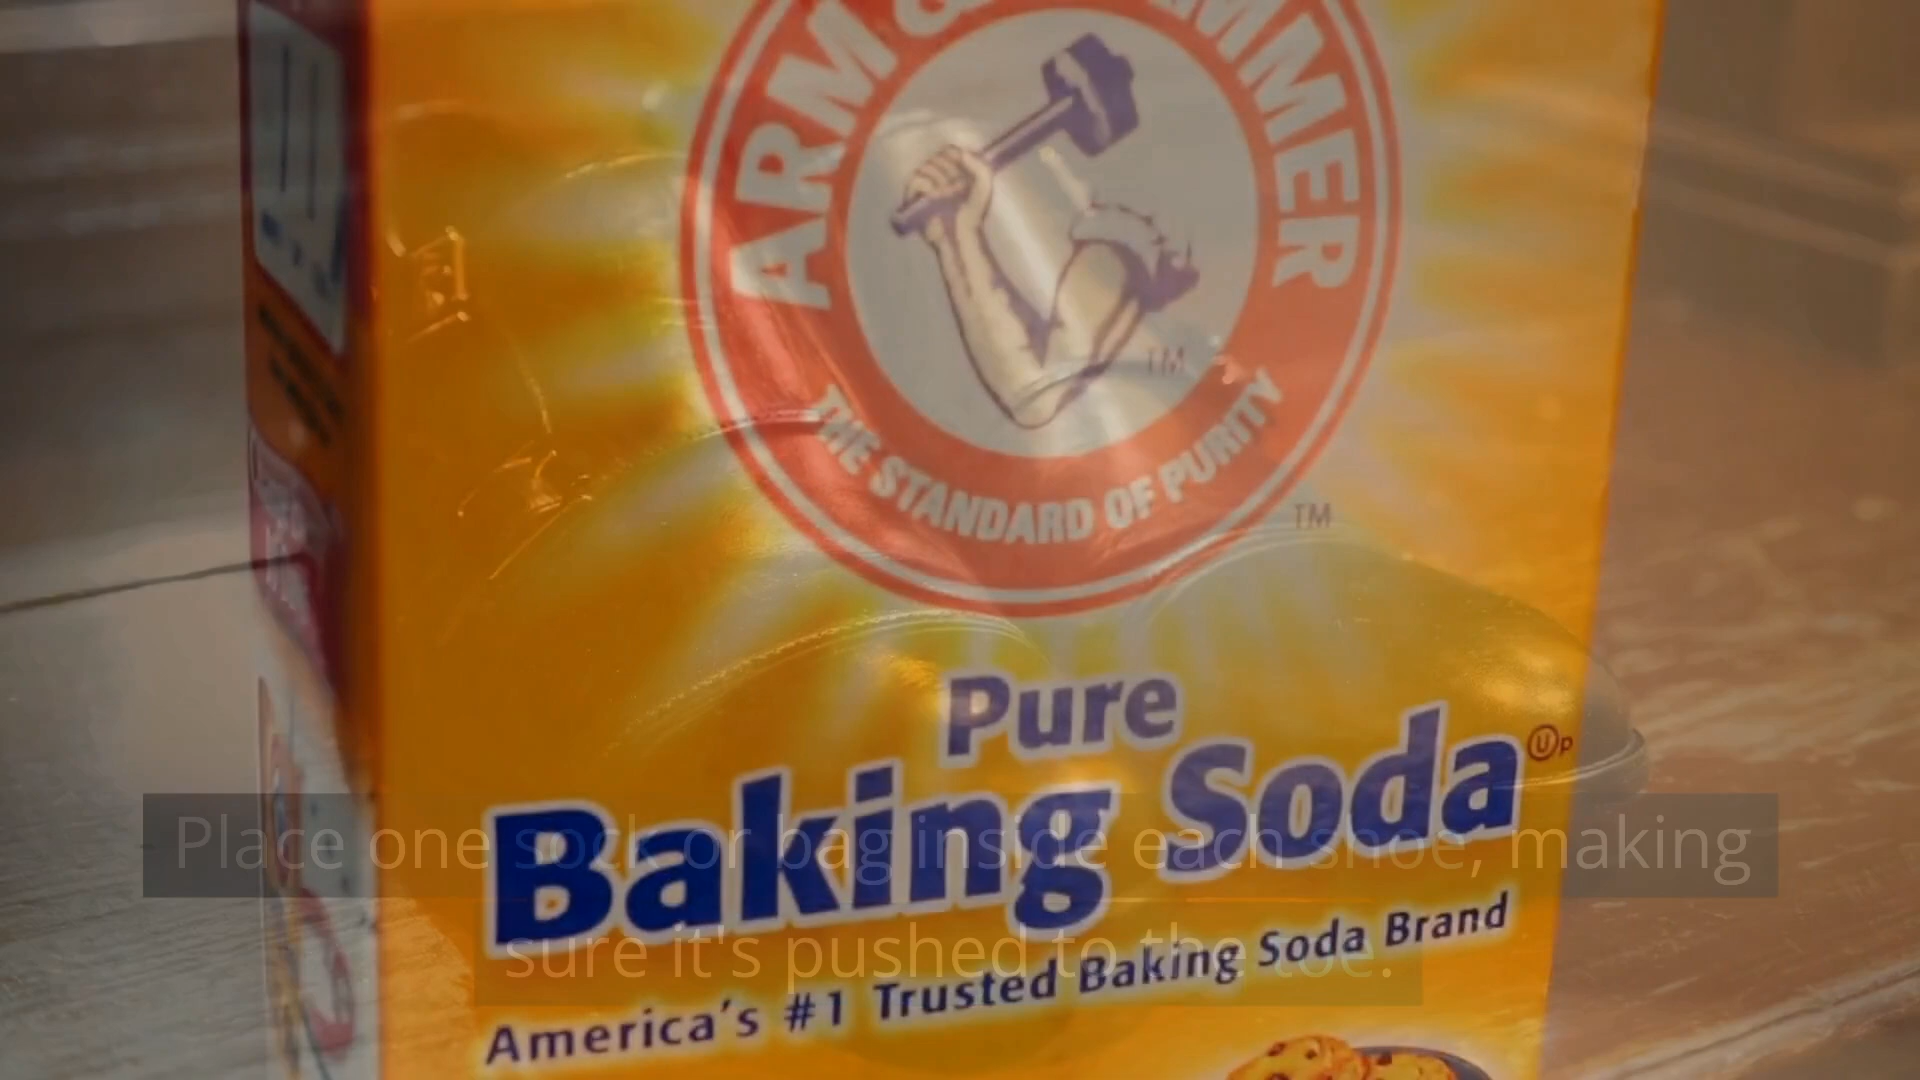 ARM & HAMMER
THE STANDARD OF PURITY
TM
TM
Pure
Baking Soda
Up
America's #1 Trusted Baking Soda Brand
Place one sock or bag inside each shoe, making
sure it's pushed to the toe.